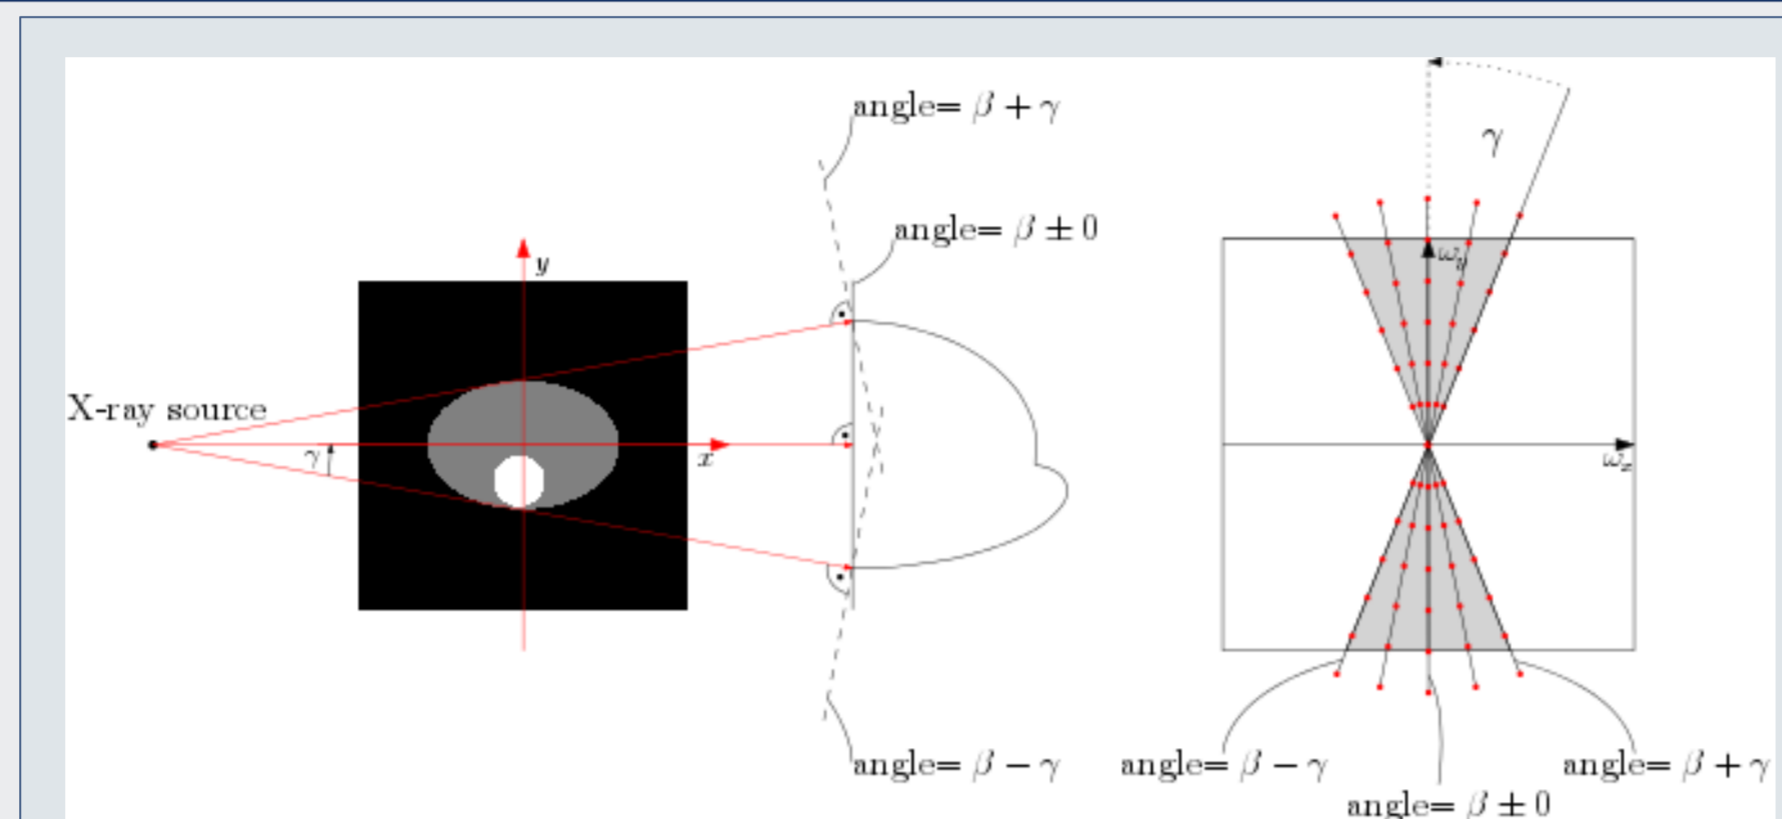 angle= β + γ
γ
angle= β ± 0
y
ω_y
X-ray source
γ
x
ω_x
angle= β − γ
angle= β − γ
angle= β + γ
angle= β ± 0